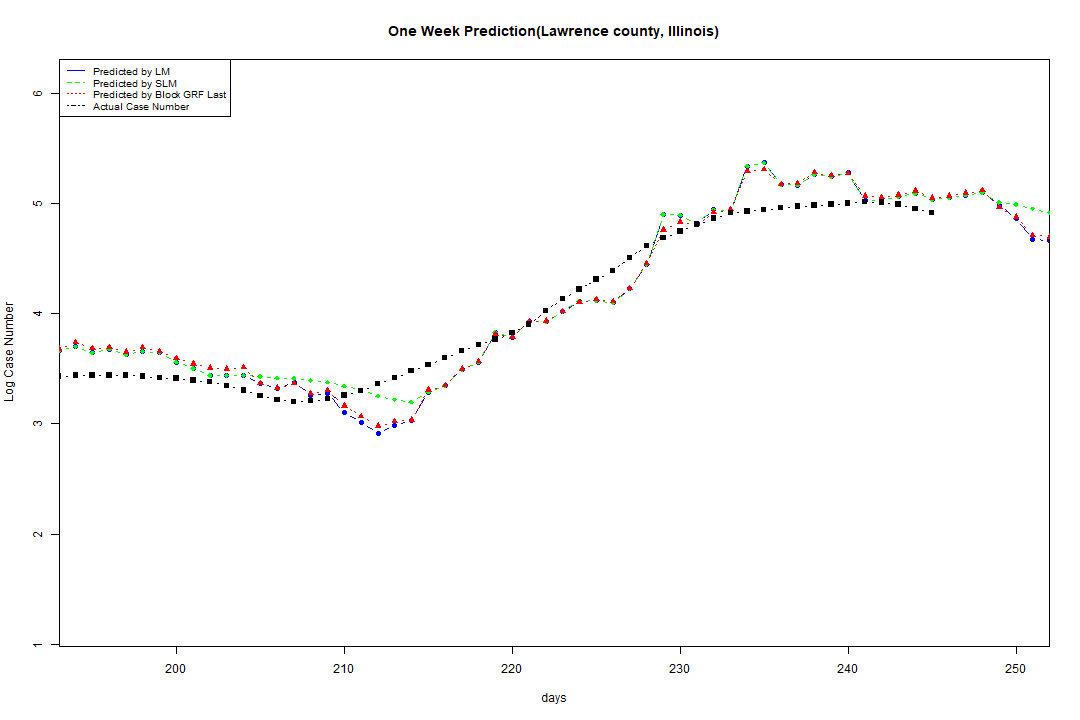 One Week Prediction(Lawrence county, Illinois)
Predicted by LM
Predicted by SLM
Predicted by Block GRF Last
Actual Case Number
6
5
4
3
2
1
Log Case Number
200 210 220 230 240 250
days